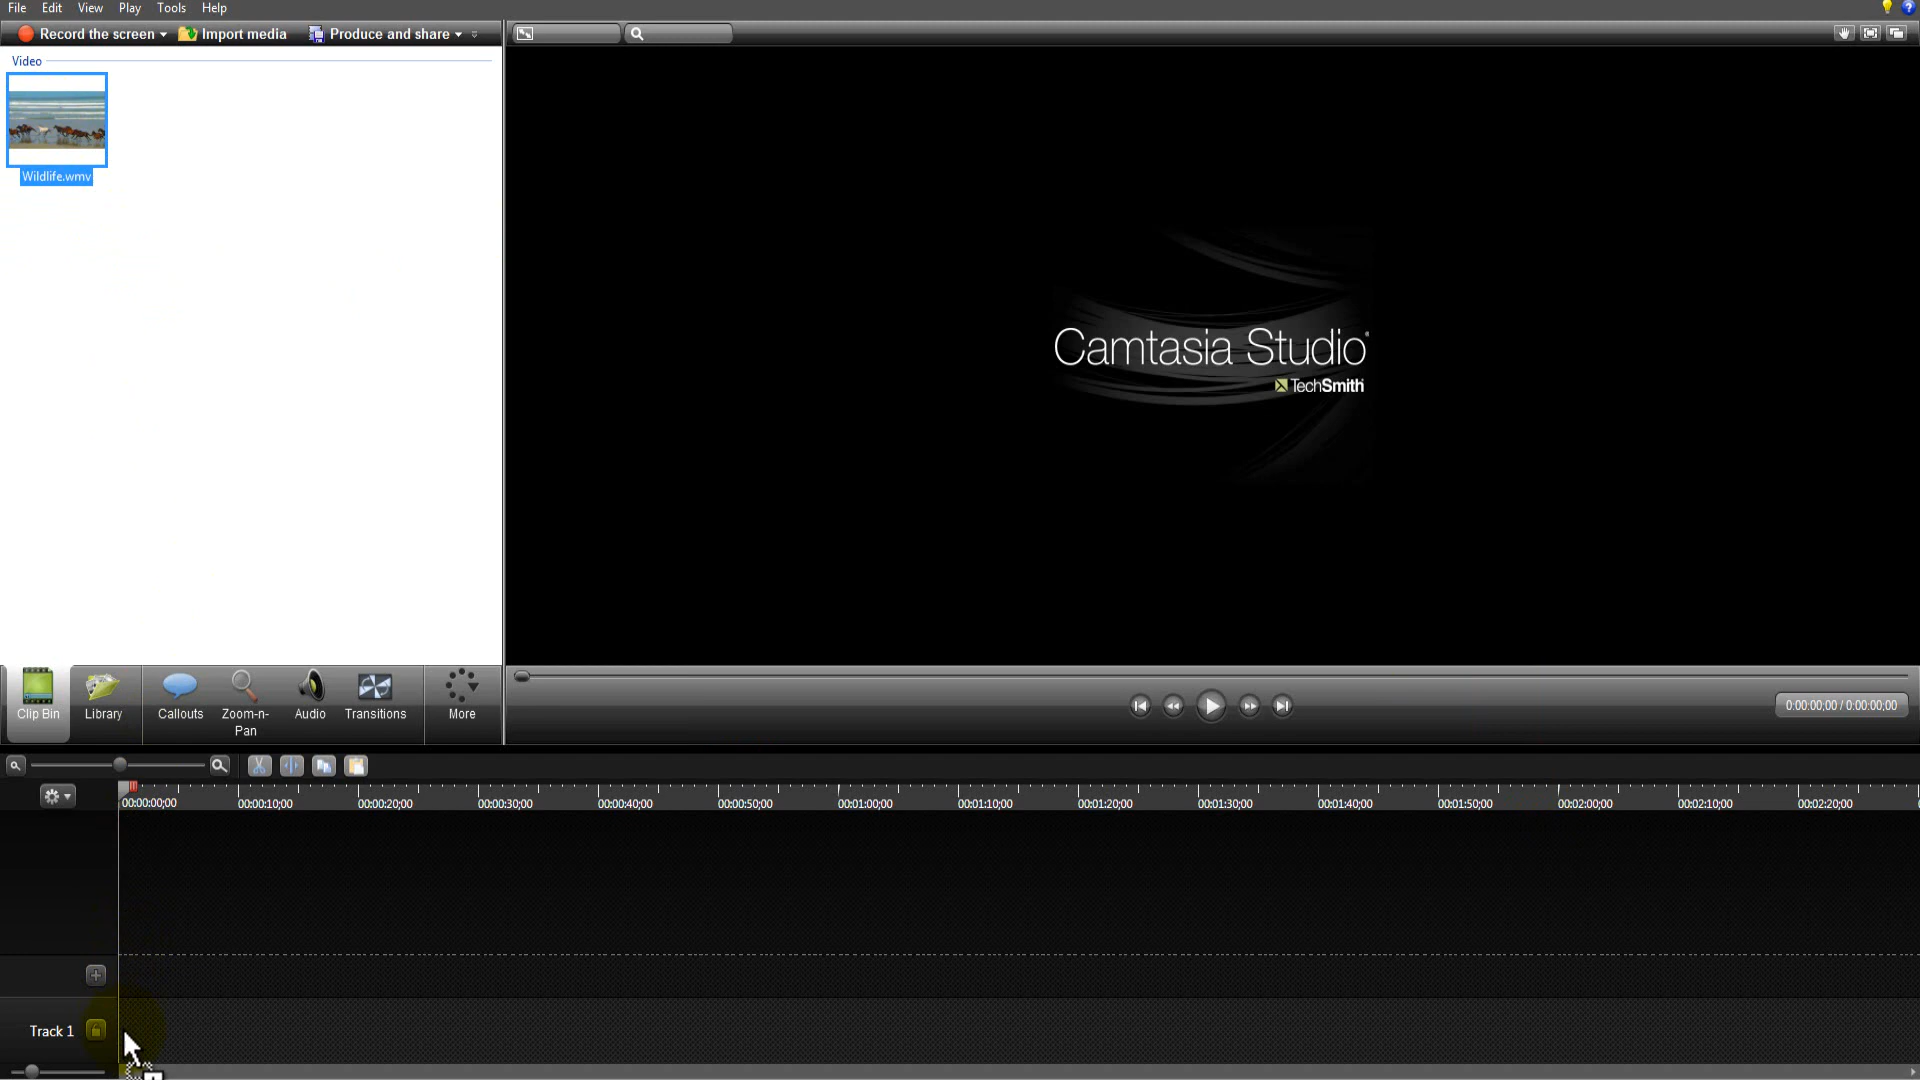 File Edit View Play Tools Help
Record the screen Import media Produce and share
Video
Wildlife.wmv
Camtasia Studio
TechSmith
Clip Bin Library Callouts Zoom-n-Pan Audio Transitions More
0:00:00;00 / 0:00:00;00
00:00:00;00 00:00:10;00 00:00:20;00 00:00:30;00 00:00:40;00 00:00:50;00 00:01:00;00 00:01:10;00 00:01:20;00 00:01:30;00 00:01:40;00 00:01:50;00 00:02:00;00 00:02:10;00 00:02:20;00
Track 1